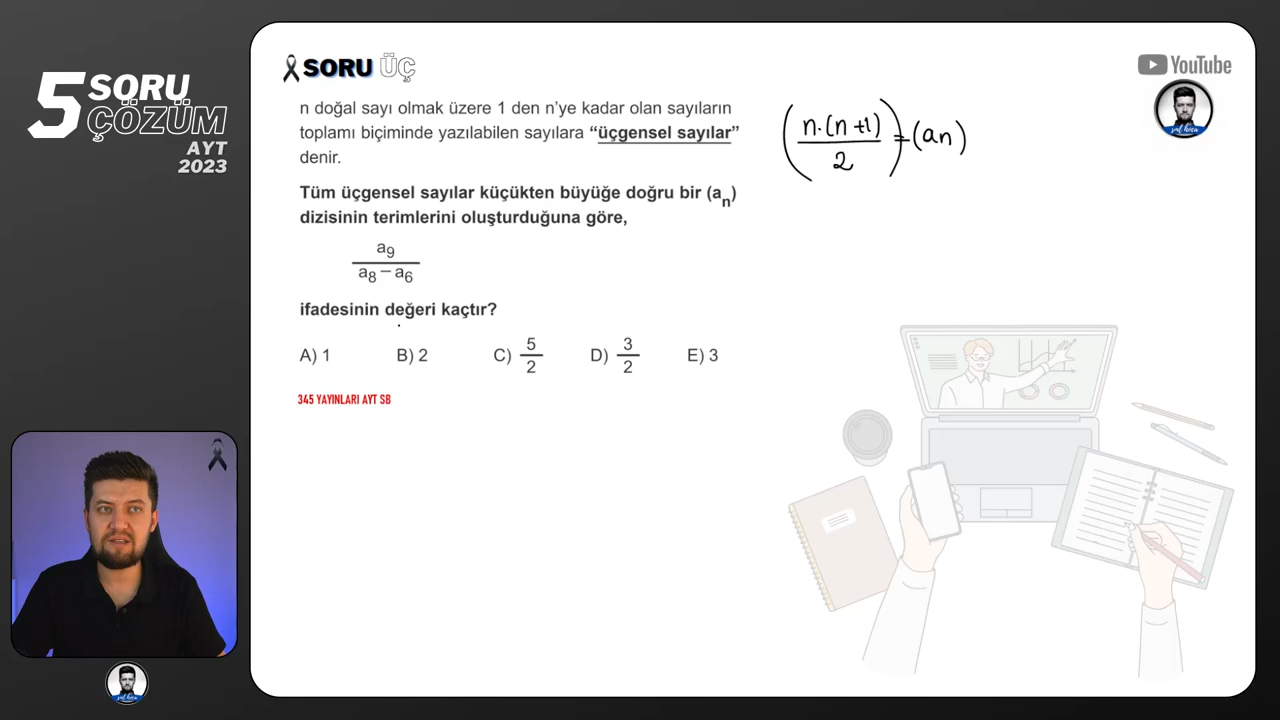 5 SORU
ÇÖZÜM
AYT
2023
SORU ÜÇ
YouTube
n doğal sayı olmak üzere 1 den n'ye kadar olan sayıların
toplamı biçiminde yazılabilen sayılara “üçgensel sayılar”
denir.
(n.(n+1)/2) = (an)
Tüm üçgensel sayılar küçükten büyüğe doğru bir (an)
dizisinin terimlerini oluşturduğuna göre,
a9
a8 – a6
ifadesinin değeri kaçtır?
A) 1 B) 2 C) 5/2 D) 3/2 E) 3
345 YAYINLARI AYT SB